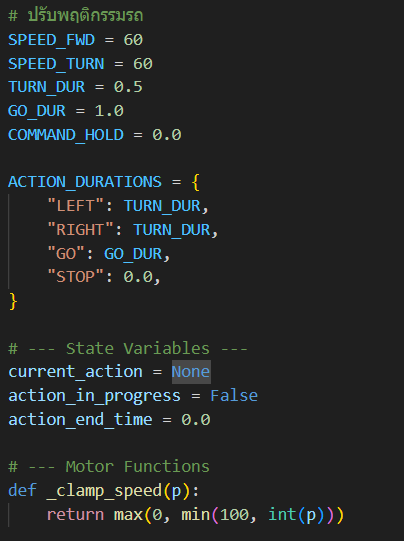 # ปรับพฤติกรรมรถ
SPEED_FWD = 60
SPEED_TURN = 60
TURN_DUR = 0.5
GO_DUR = 1.0
COMMAND_HOLD = 0.0

ACTION_DURATIONS = {
    "LEFT": TURN_DUR,
    "RIGHT": TURN_DUR,
    "GO": GO_DUR,
    "STOP": 0.0,
}

# --- State Variables ---
current_action = None
action_in_progress = False
action_end_time = 0.0

# --- Motor Functions
def _clamp_speed(p):
    return max(0, min(100, int(p)))